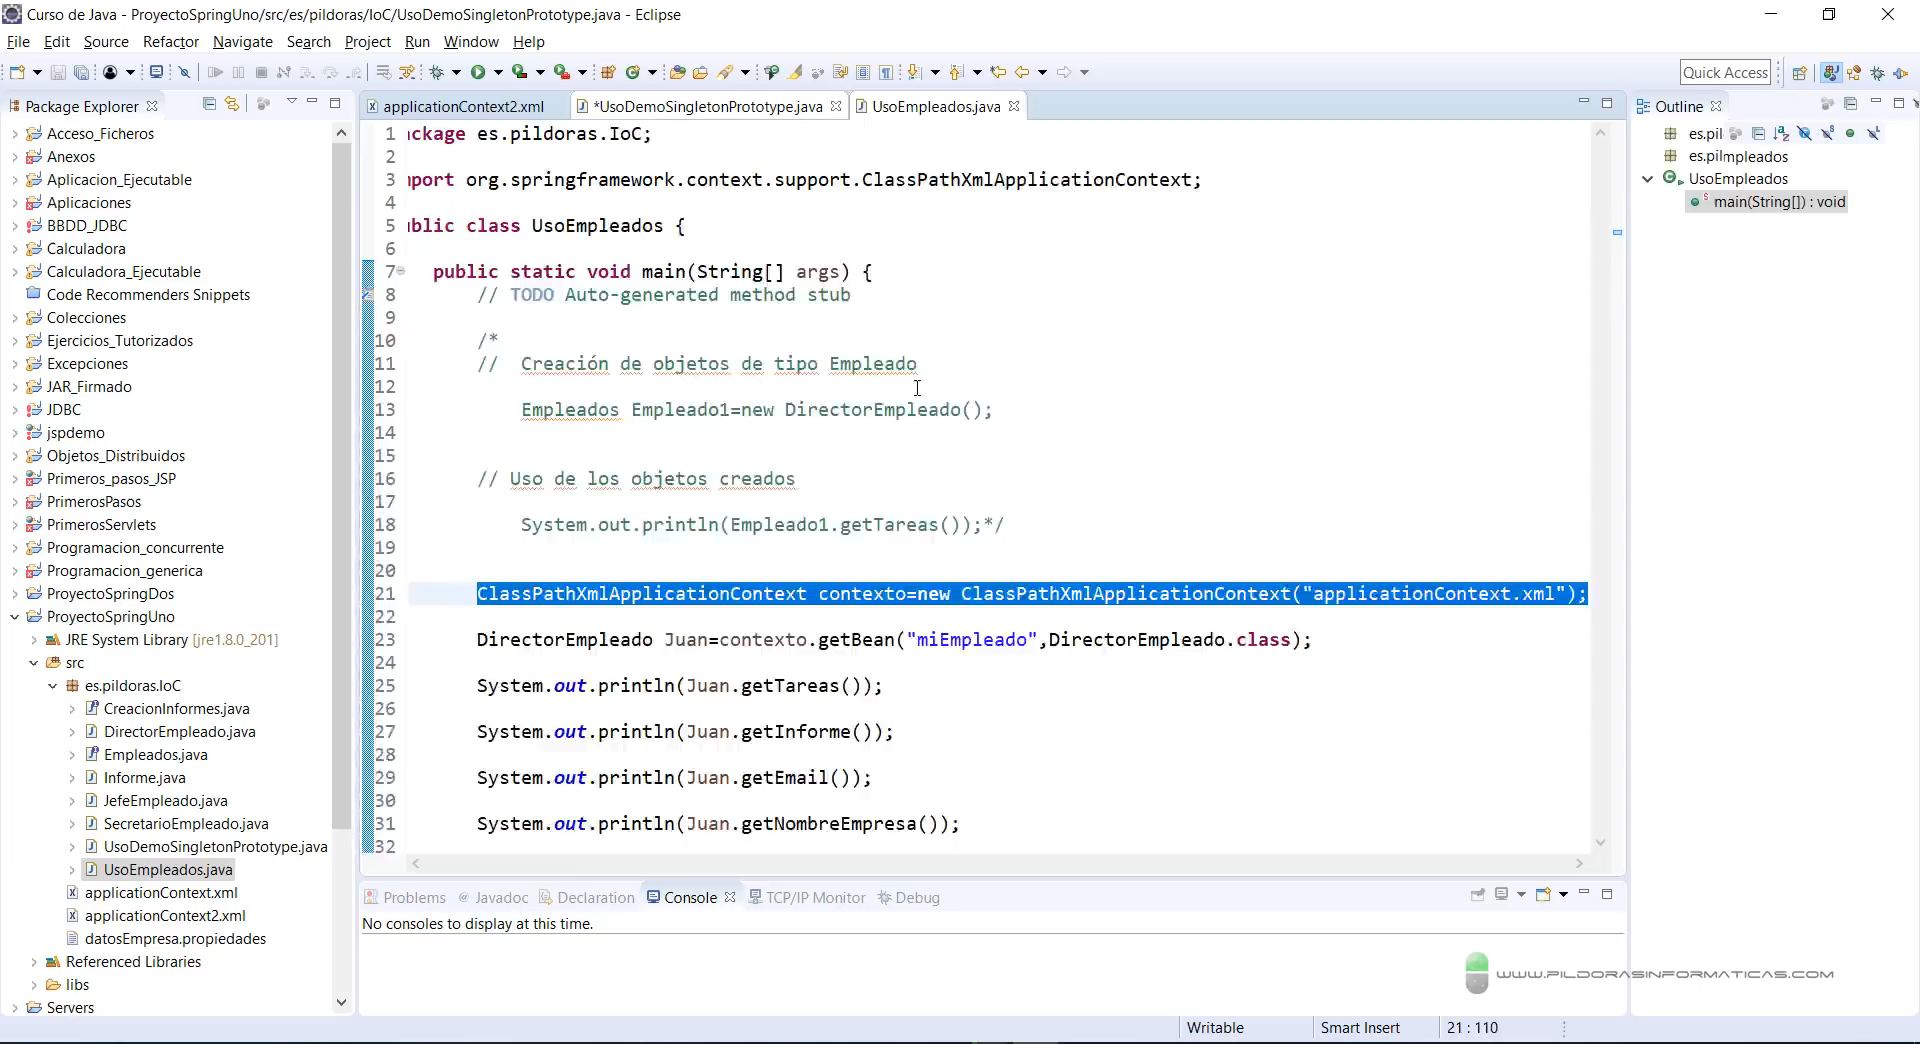 Curso de Java - ProyectoSpringUno/src/es/pildoras/IoC/UsoDemoSingletonPrototype.java - Eclipse
File Edit Source Refactor Navigate Search Project Run Window Help
Quick Access
Package Explorer
applicationContext2.xml
*UsoDemoSingletonPrototype.java
UsoEmpleados.java
Outline
Acceso_Ficheros
Anexos
Aplicacion_Ejecutable
Aplicaciones
BBDD_JDBC
Calculadora
Calculadora_Ejecutable
Code Recommenders Snippets
Colecciones
Ejercicios_Tutorizados
Excepciones
JAR_Firmado
JDBC
jspdemo
Objetos_Distribuidos
Primeros_pasos_JSP
PrimerosPasos
PrimerosServlets
Programacion_concurrente
Programacion_generica
ProyectoSpringDos
ProyectoSpringUno
JRE System Library [jre1.8.0_201]
src
es.pildoras.IoC
CreacionInformes.java
DirectorEmpleado.java
Empleados.java
Informe.java
JefeEmpleado.java
SecretarioEmpleado.java
UsoDemoSingletonPrototype.java
UsoEmpleados.java
applicationContext.xml
applicationContext2.xml
datosEmpresa.propiedades
Referenced Libraries
libs
Servers
1 ckage es.pildoras.IoC;
2
3 port org.springframework.context.support.ClassPathXmlApplicationContext;
4
5 blic class UsoEmpleados {
6
7 public static void main(String[] args) {
8 // TODO Auto-generated method stub
9
10 /*
11 // Creación de objetos de tipo Empleado
12
13 Empleados Empleado1=new DirectorEmpleado();
14
15
16 // Uso de los objetos creados
17
18 System.out.println(Empleado1.getTareas());*/
19
20
21 ClassPathXmlApplicationContext contexto=new ClassPathXmlApplicationContext("applicationContext.xml");
22
23 DirectorEmpleado Juan=contexto.getBean("miEmpleado",DirectorEmpleado.class);
24
25 System.out.println(Juan.getTareas());
26
27 System.out.println(Juan.getInforme());
28
29 System.out.println(Juan.getEmail());
30
31 System.out.println(Juan.getNombreEmpresa());
32
es.pil
es.pilmpleados
UsoEmpleados
main(String[]) : void
Problems Javadoc Declaration Console TCP/IP Monitor Debug
No consoles to display at this time.
WWW.PILDORASINFORMATICAS.COM
Writable Smart Insert 21 : 110